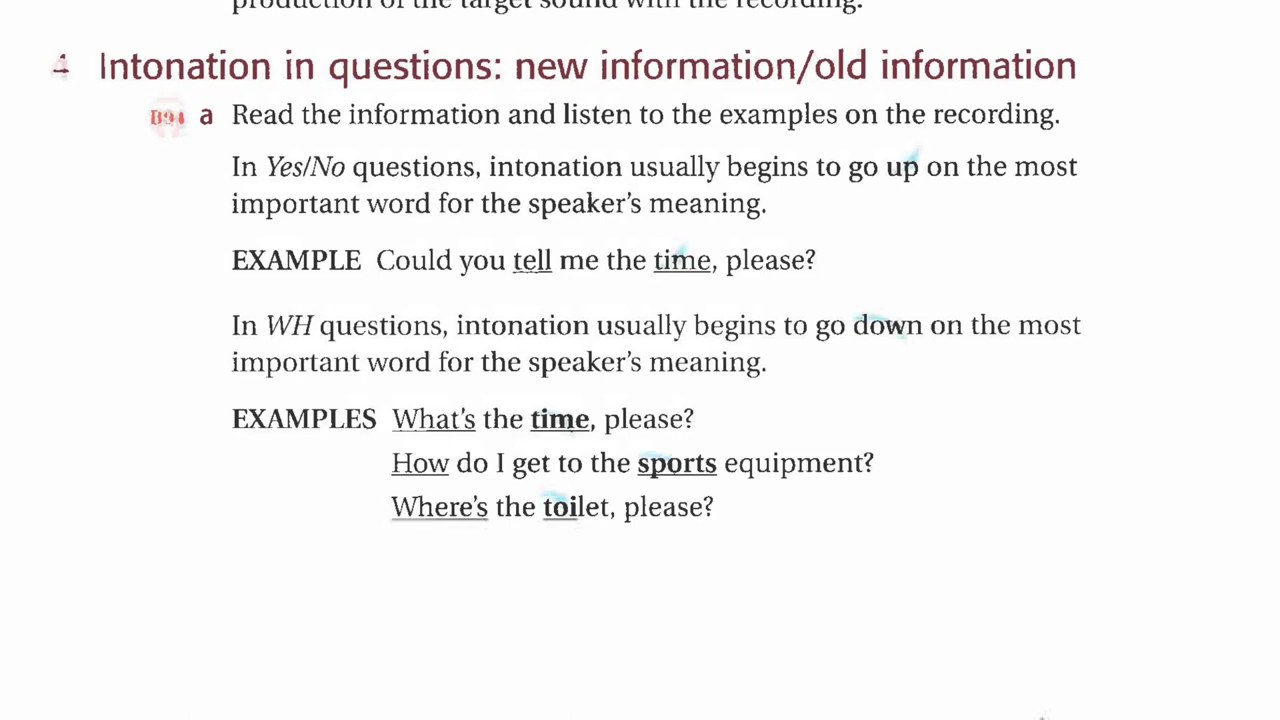 production of the target sound with the recording.
4 Intonation in questions: new information/old information
a Read the information and listen to the examples on the recording.
In Yes/No questions, intonation usually begins to go up on the most
important word for the speaker's meaning.
EXAMPLE Could you tell me the time, please?
In WH questions, intonation usually begins to go down on the most
important word for the speaker's meaning.
EXAMPLES What's the time, please?
How do I get to the sports equipment?
Where's the toilet, please?